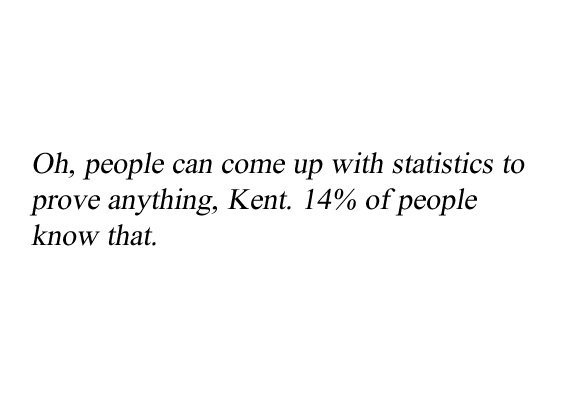 Oh, people can come up with statistics to
prove anything, Kent. 14% of people
know that.